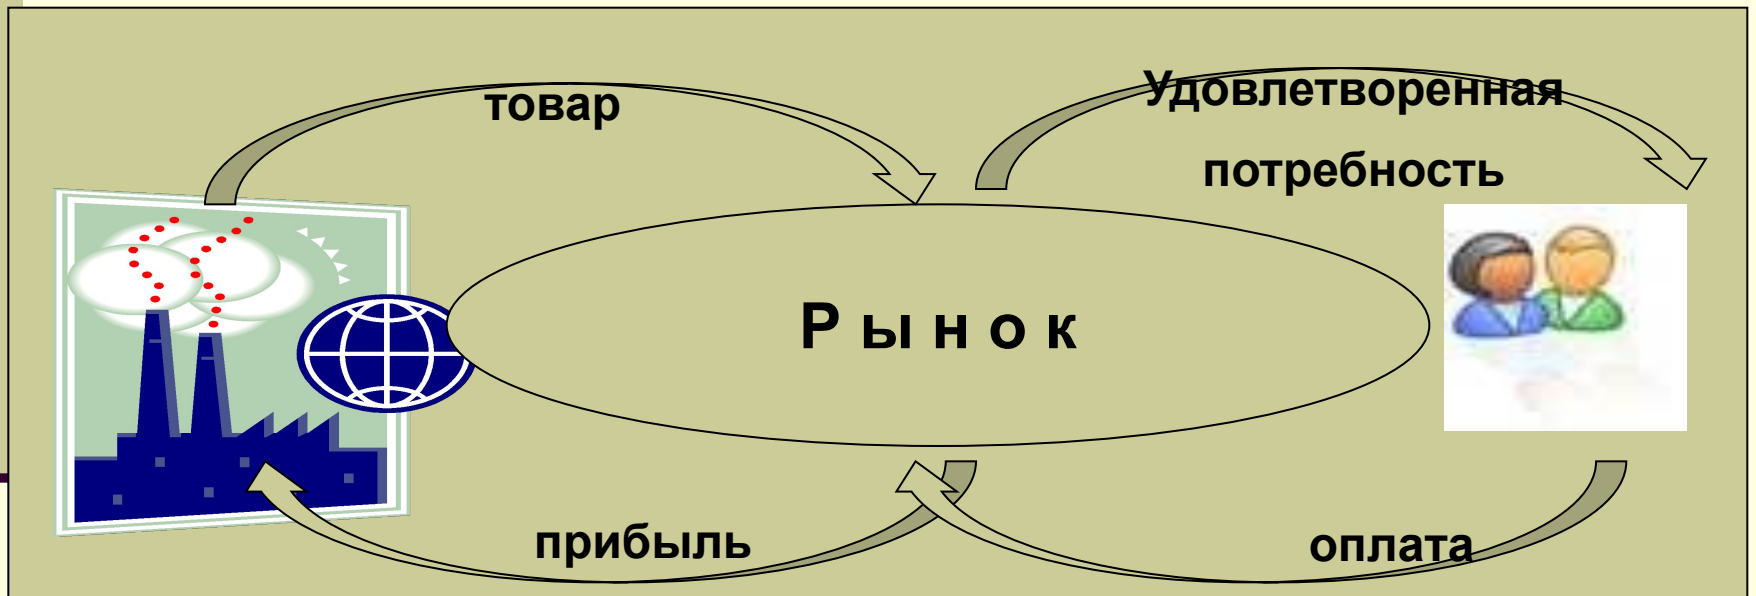 товар
Удовлетворенная
потребность
Р ы н о к
прибыль
оплата